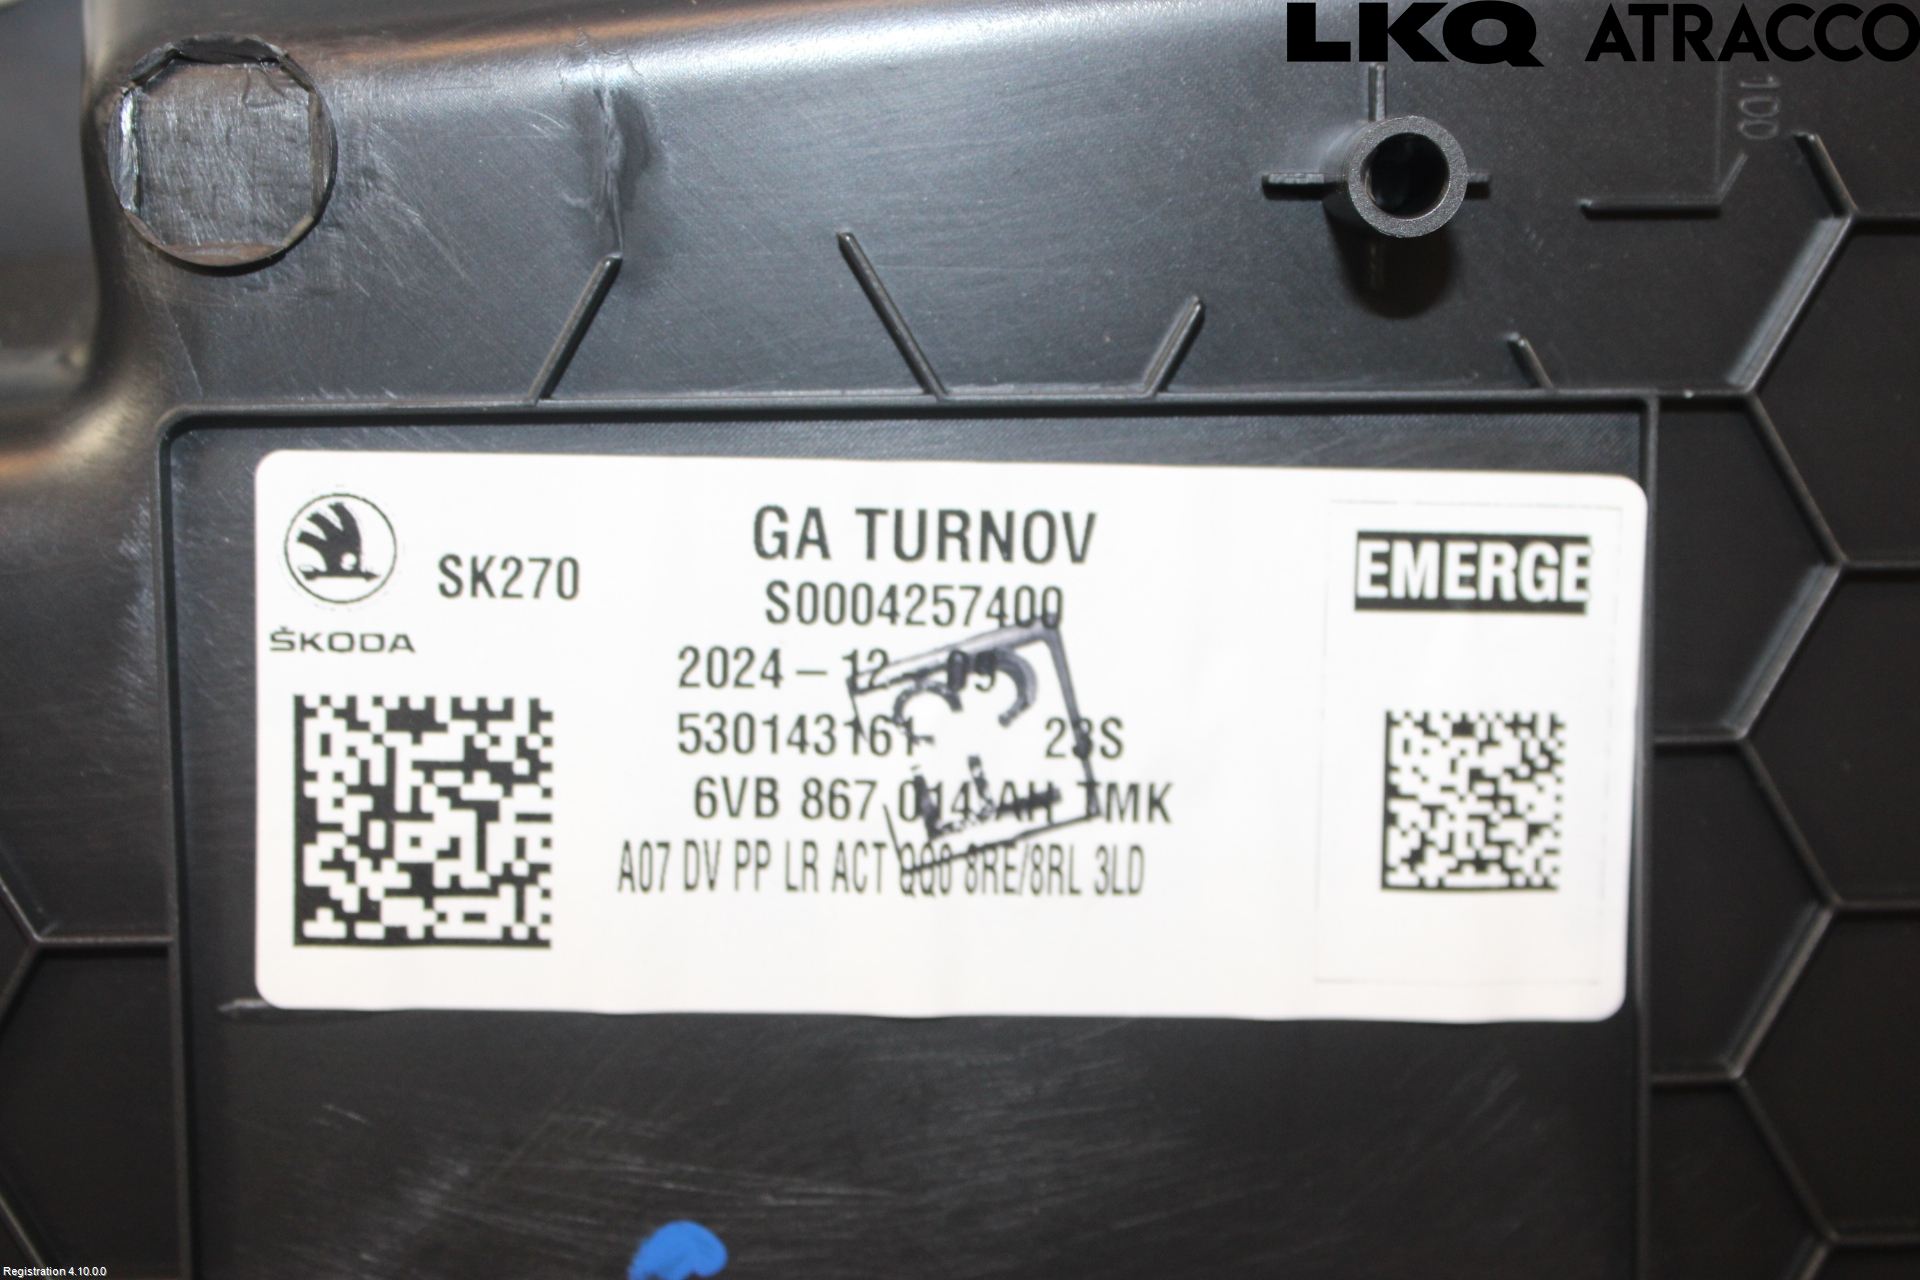 LKQ ATRACCO
100
GA TURNOV
EMERGE
SK270
S0004257400
ŠKODA
2024-12-09
530143161 23S
6VB 867 014 AH TMK
A07 DV PP LR ACT QQ0 8RE/8RL 3LD
Registration 4.10.0.0